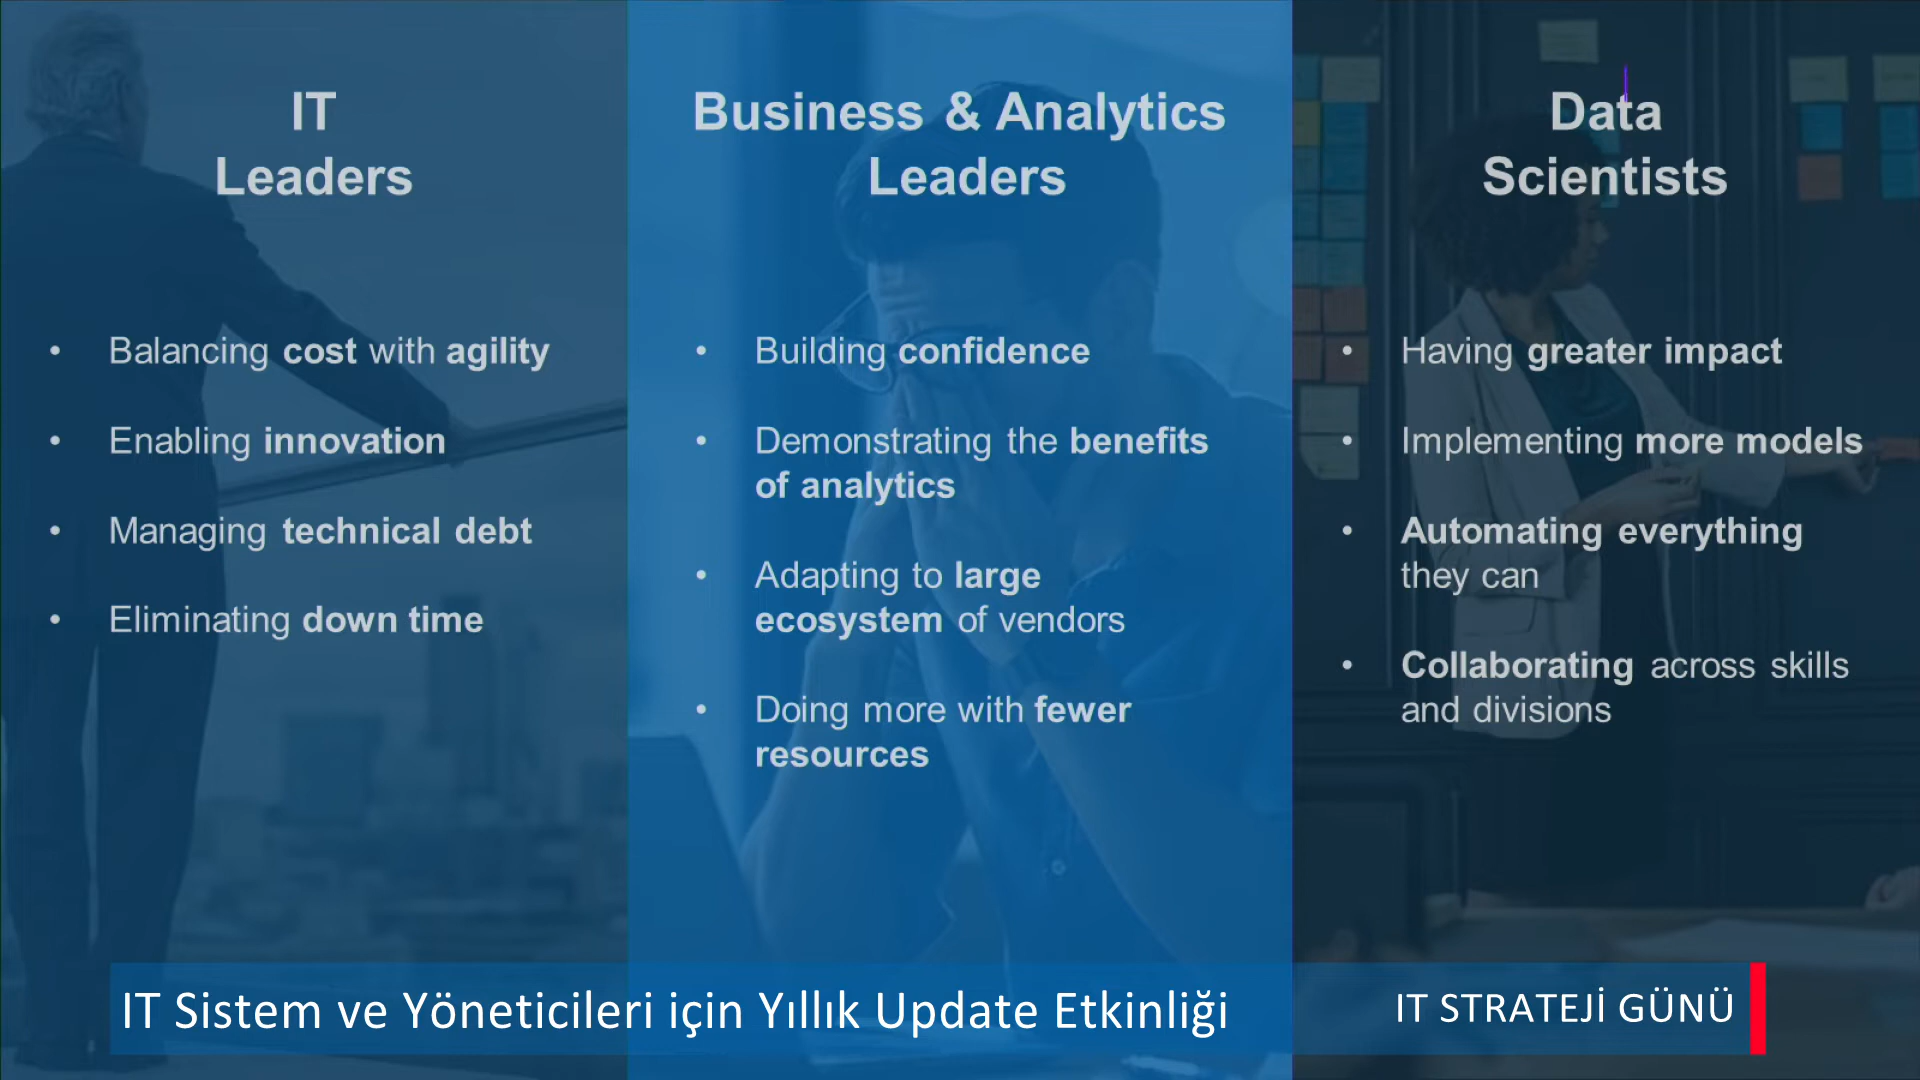 IT
Leaders
• Balancing cost with agility
• Enabling innovation
• Managing technical debt
• Eliminating down time
Business & Analytics
Leaders
• Building confidence
• Demonstrating the benefits
of analytics
• Adapting to large
ecosystem of vendors
• Doing more with fewer
resources
Data
Scientists
• Having greater impact
• Implementing more models
• Automating everything
they can
• Collaborating across skills
and divisions
IT Sistem ve Yöneticileri için Yıllık Update Etkinliği
IT STRATEJİ GÜNÜ